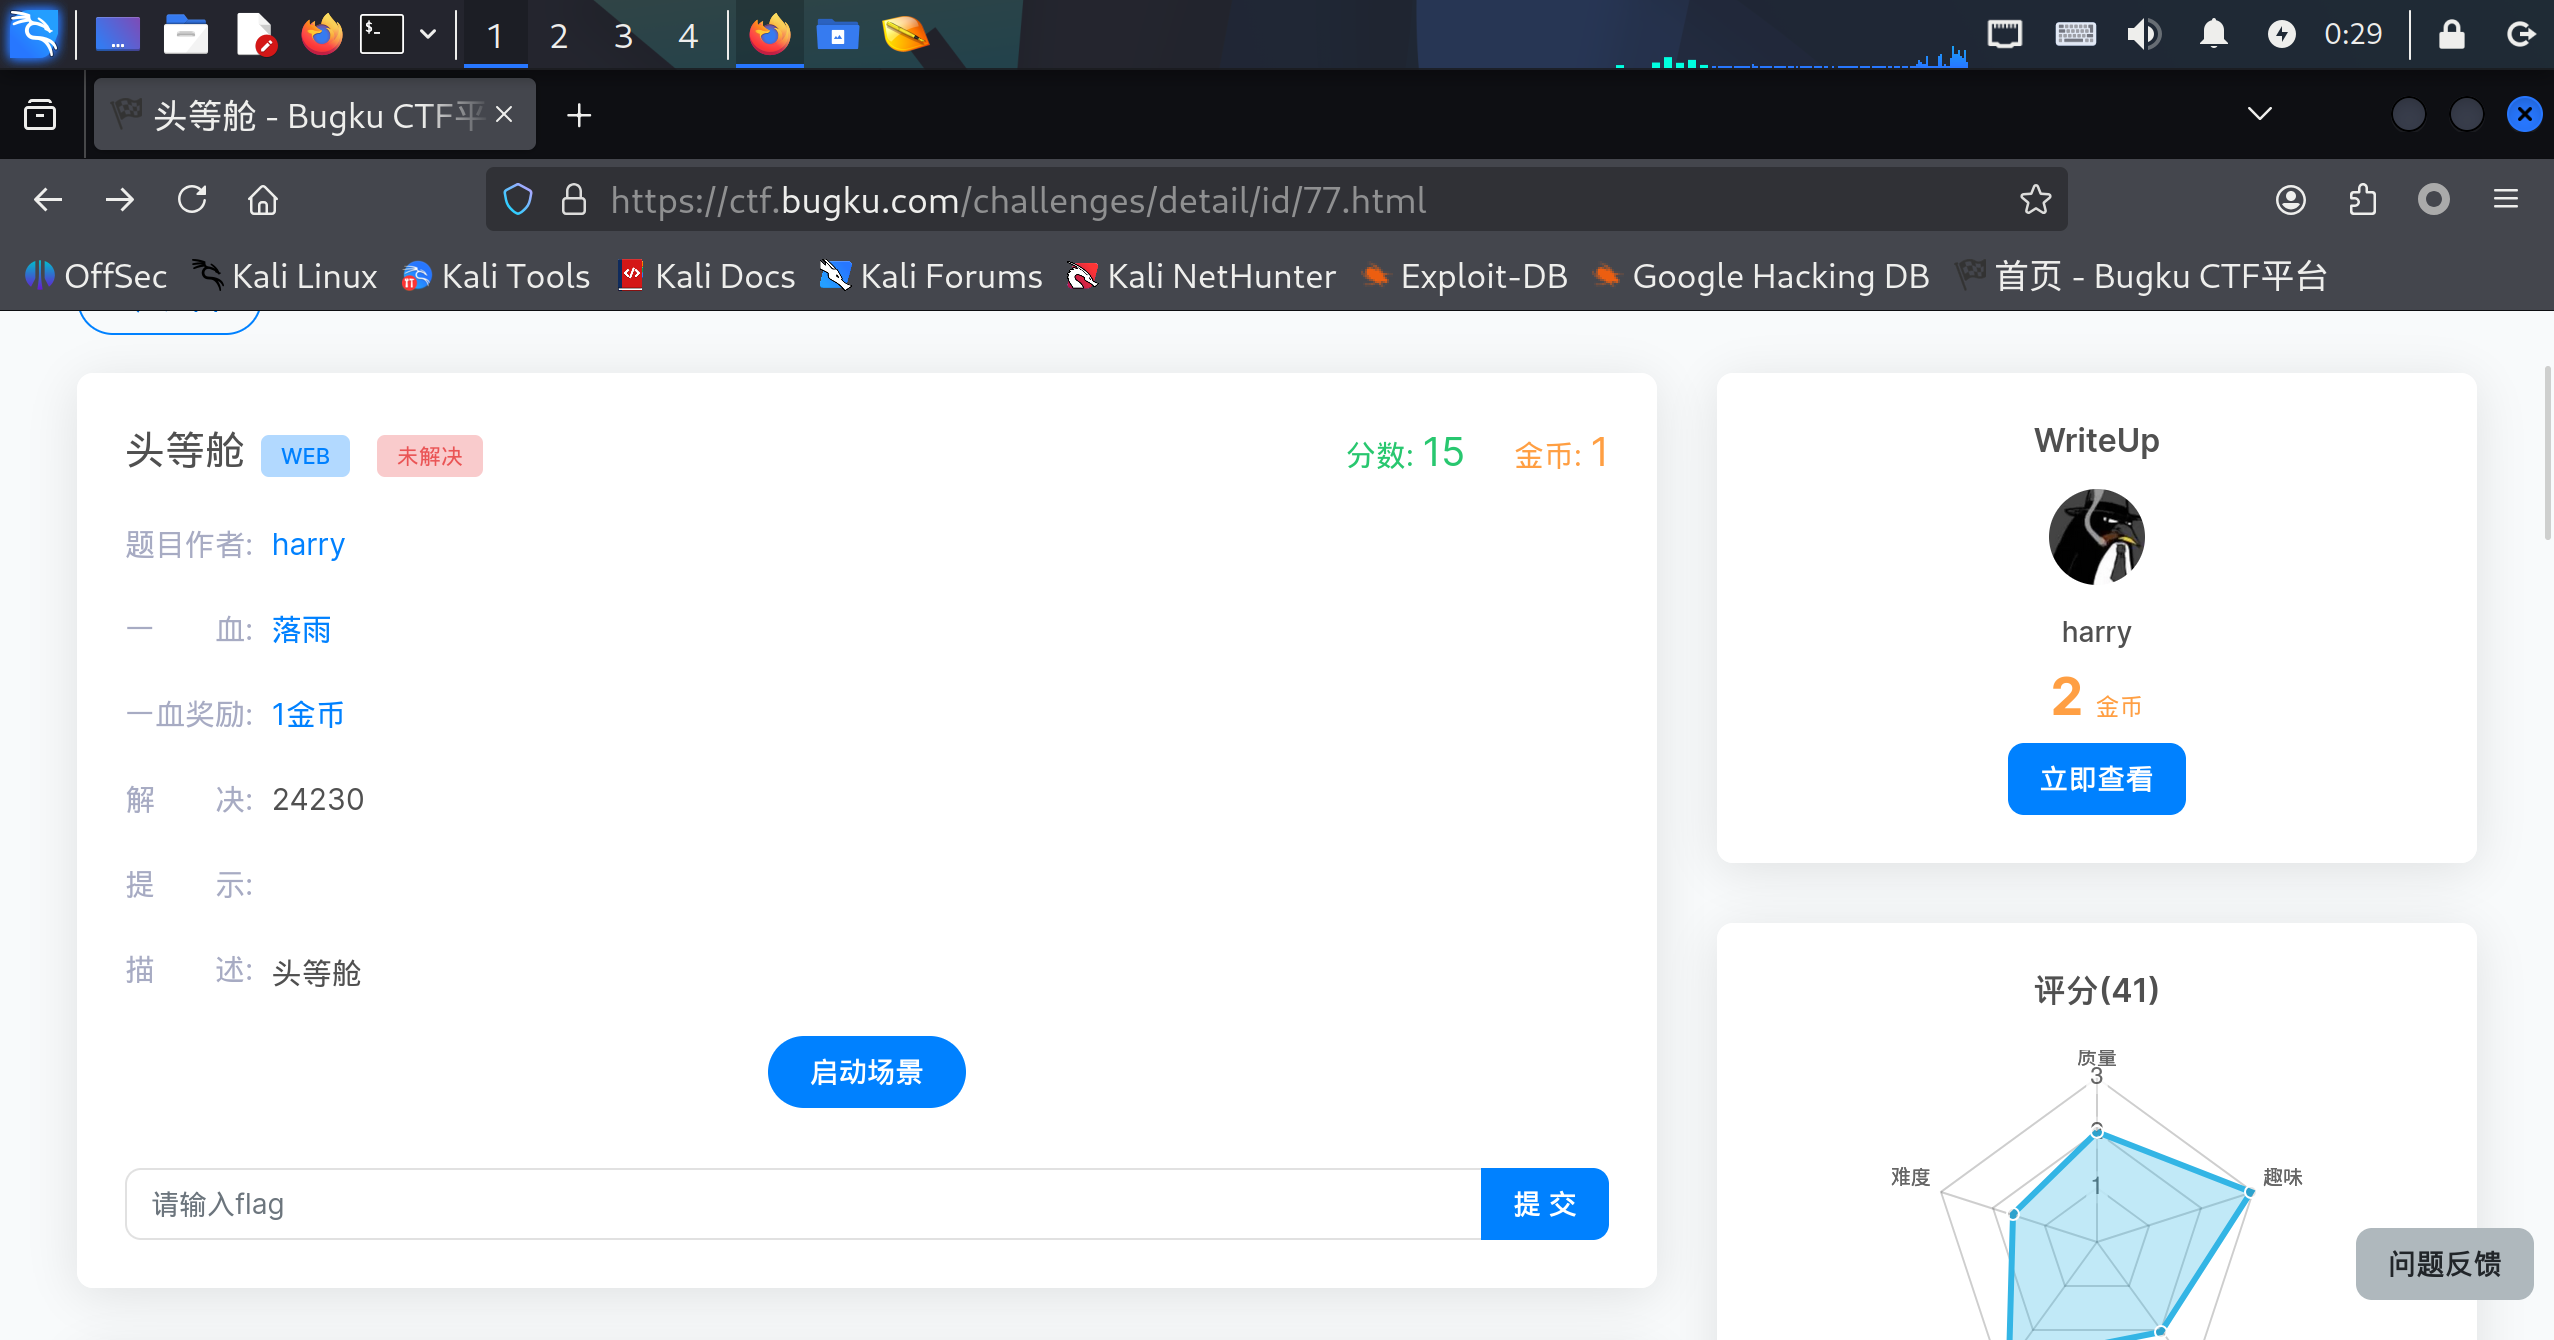 1 2 3 4 0:29
头等舱 - Bugku CTF平
https://ctf.bugku.com/challenges/detail/id/77.html
OffSec Kali Linux Kali Tools Kali Docs Kali Forums Kali NetHunter Exploit-DB Google Hacking DB 首页 - Bugku CTF平台
头等舱 WEB 未解决 分数: 15 金币: 1
题目作者: harry
一 血: 落雨
一血奖励: 1金币
解 决: 24230
提 示:
描 述: 头等舱
启动场景
请输入flag 提 交
WriteUp
harry
2 金币
立即查看
评分(41)
质量
3
2
1
难度 趣味
问题反馈